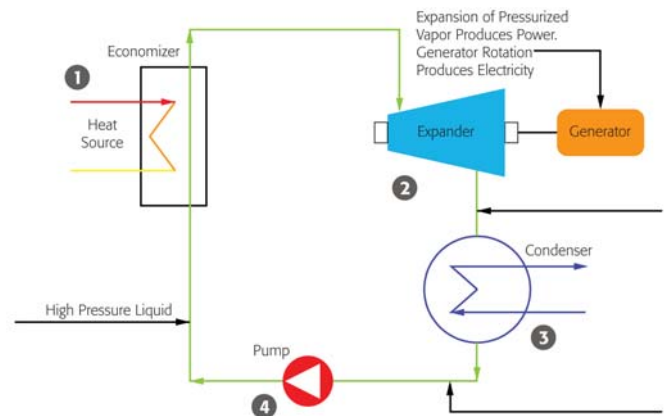 Expansion of Pressurized
Vapor Produces Power.
Generator Rotation
Produces Electricity
Economizer
1
Heat
Source
Expander
Generator
2
Condenser
High Pressure Liquid
3
Pump
4